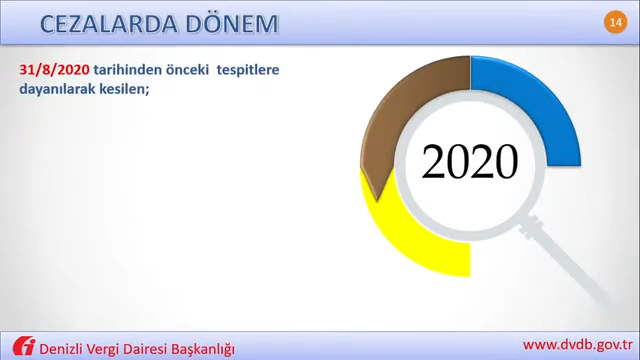 CEZALARDA DÖNEM
14
31/8/2020 tarihinden önceki tespitlere
dayanılarak kesilen;
2020
Denizli Vergi Dairesi Başkanlığı
www.dvdb.gov.tr